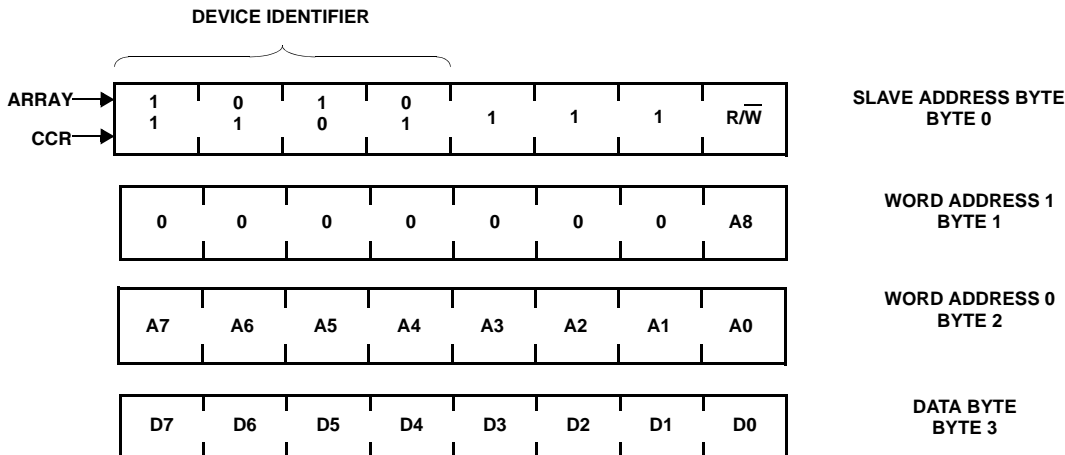 DEVICE IDENTIFIER
ARRAY
CCR
1 0 1 0
1 1 0 1 1 1 1 R/W̅
SLAVE ADDRESS BYTE
BYTE 0
0 0 0 0 0 0 0 A8
WORD ADDRESS 1
BYTE 1
A7 A6 A5 A4 A3 A2 A1 A0
WORD ADDRESS 0
BYTE 2
D7 D6 D5 D4 D3 D2 D1 D0
DATA BYTE
BYTE 3